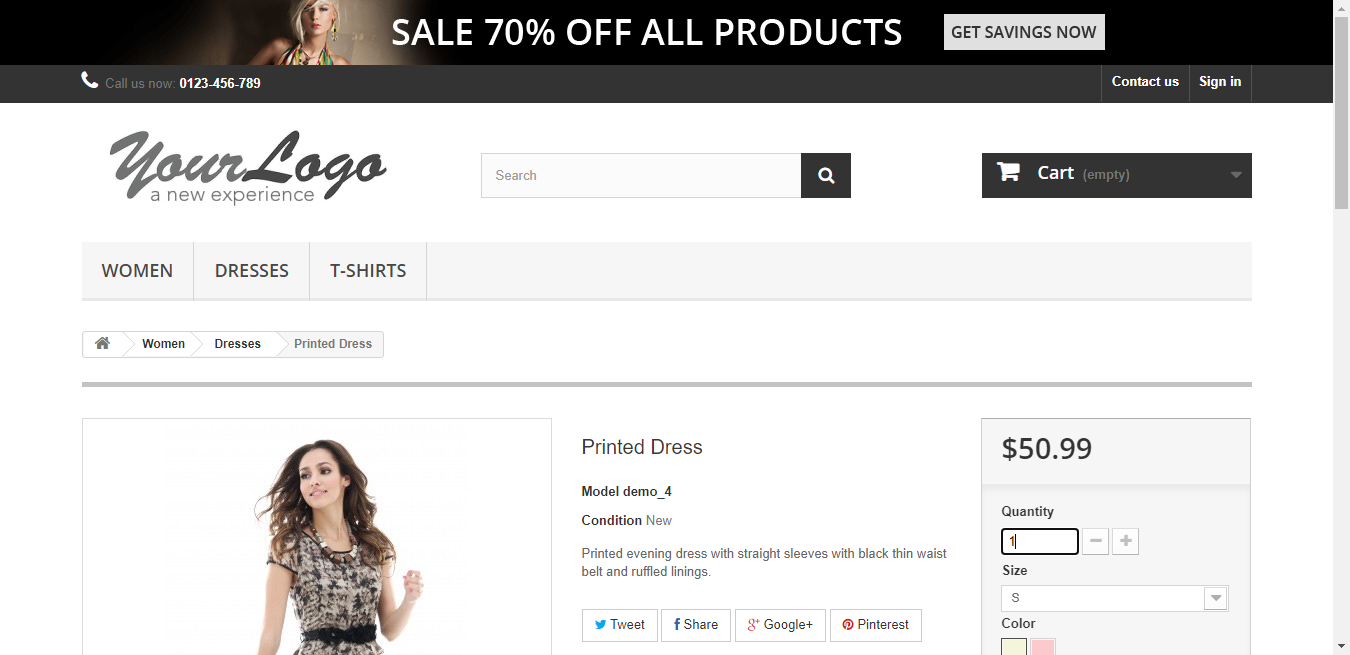 SALE 70% OFF ALL PRODUCTS GET SAVINGS NOW
Call us now: 0123-456-789 Contact us Sign in
YourLogo
a new experience
Search
Cart (empty)
WOMEN DRESSES T-SHIRTS
Women Dresses Printed Dress
Printed Dress
$50.99
Model demo_4
Condition New
Printed evening dress with straight sleeves with black thin waist
belt and ruffled linings.
Tweet Share Google+ Pinterest
Quantity
1
Size
S
Color